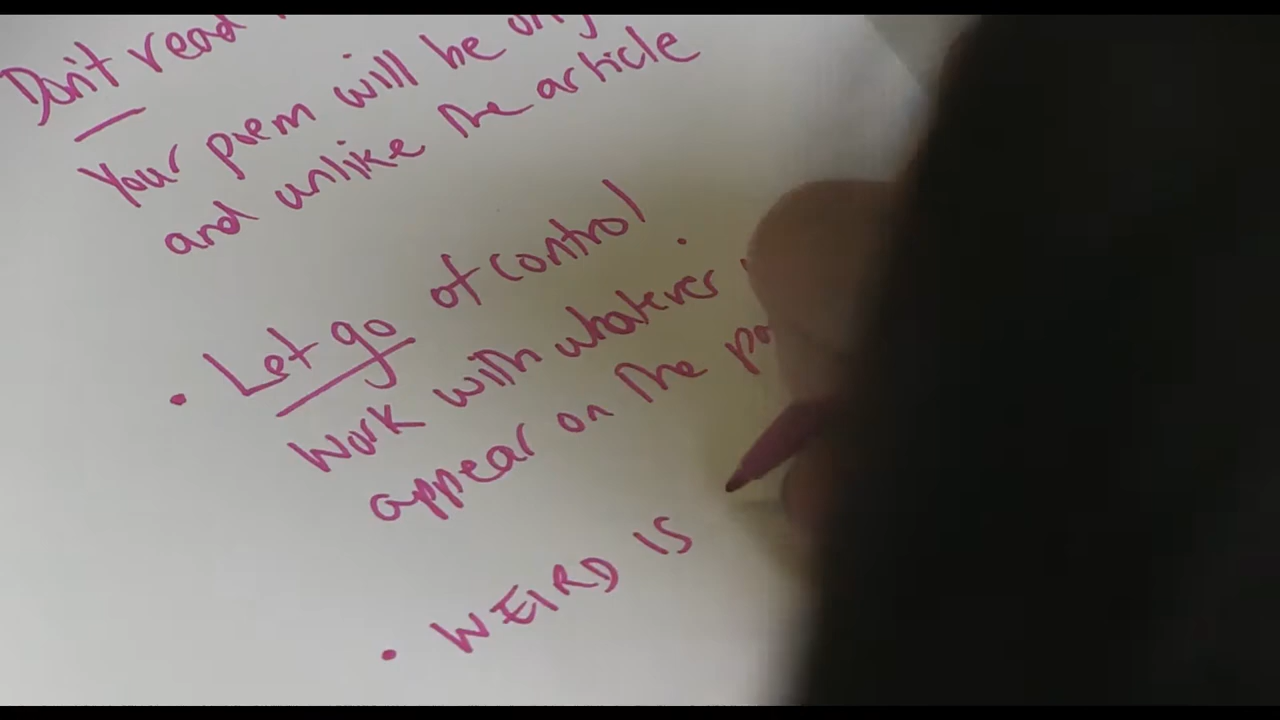 Don't read
Your poem will be
and unlike the article
• Let go of control
Work with whatever
appear on the
• WEIRD IS